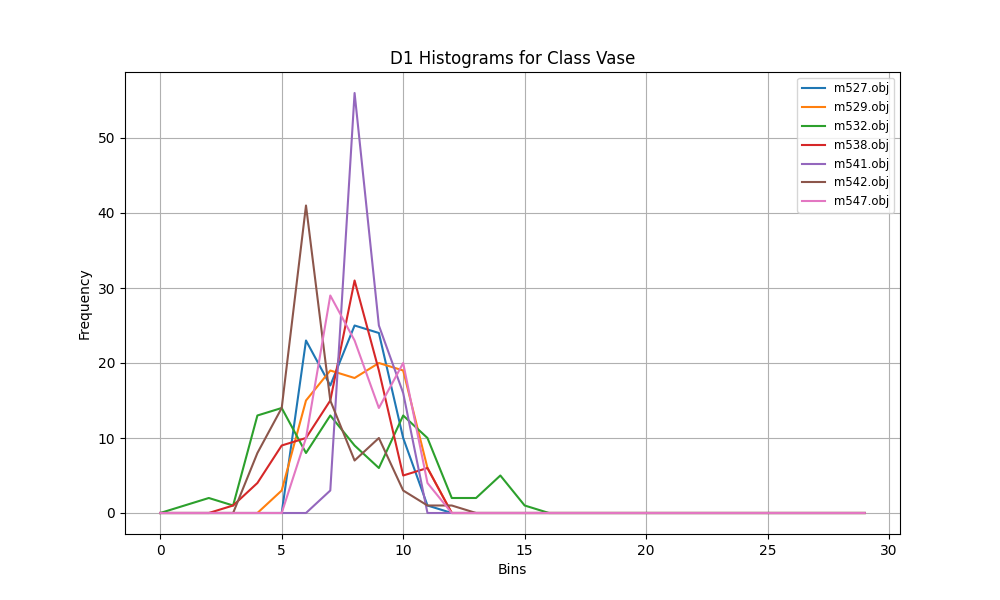 D1 Histograms for Class Vase
m527.obj
m529.obj
m532.obj
m538.obj
m541.obj
m542.obj
m547.obj
Frequency
50
40
30
20
10
0
0 5 10 15 20 25 30
Bins